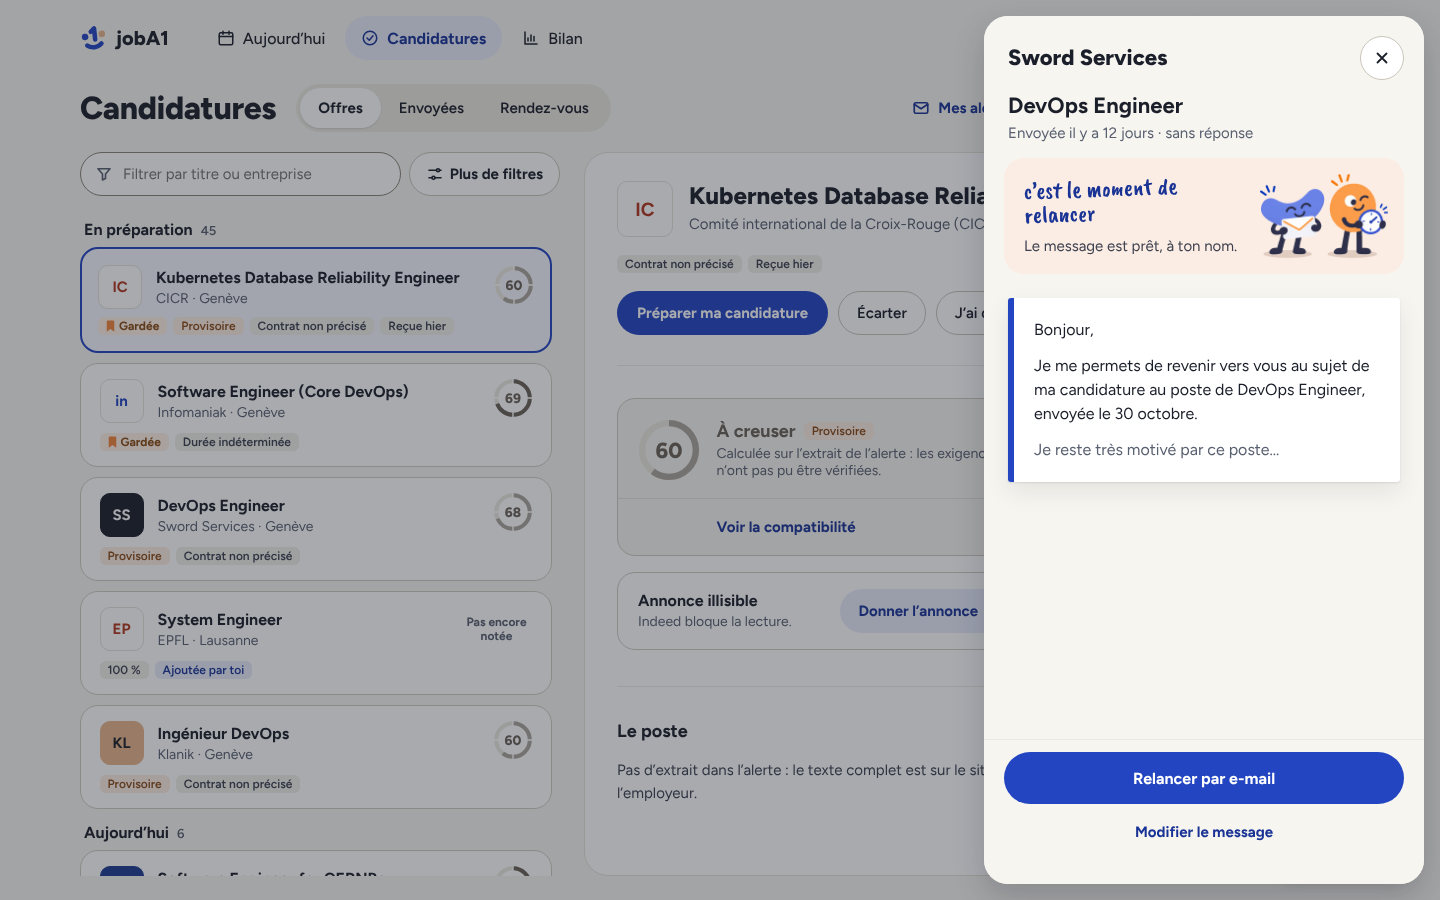 jobA1
Aujourd’hui
Candidatures
Bilan
Candidatures
Offres
Envoyées
Rendez-vous
Mes
Filtrer par titre ou entreprise
Plus de filtres
En préparation 45
IC
Kubernetes Database Reliability Engineer
CICR · Genève
60
Gardée
Provisoire
Contrat non précisé
Reçue hier
in
Software Engineer (Core DevOps)
Infomaniak · Genève
69
Gardée
Durée indéterminée
SS
DevOps Engineer
Sword Services · Genève
68
Provisoire
Contrat non précisé
EP
System Engineer
EPFL · Lausanne
Pas encore
notée
100 %
Ajoutée par toi
KL
Ingénieur DevOps
Klanik · Genève
60
Provisoire
Contrat non précisé
Aujourd’hui 6
IC
Kubernetes Database
Comité international de la Croix-Rouge (CIC
Contrat non précisé
Reçue hier
Préparer ma candidature
Écarter
J’ai
60
À creuser
Provisoire
Calculée sur l’extrait de l’alerte : les
n’ont pas pu être vérifiées.
Voir la compatibilité
Annonce illisible
Indeed bloque la lecture.
Donner l’annonce
Le poste
Pas d’extrait dans l’alerte : le texte complet est sur le
l’employeur.
Sword Services
DevOps Engineer
Envoyée il y a 12 jours · sans réponse
c’est le moment de
relancer
Le message est prêt, à ton nom.
Bonjour,
Je me permets de revenir vers vous au sujet de
ma candidature au poste de DevOps Engineer,
envoyée le 30 octobre.
Je reste très motivé par ce poste…
Relancer par e-mail
Modifier le message